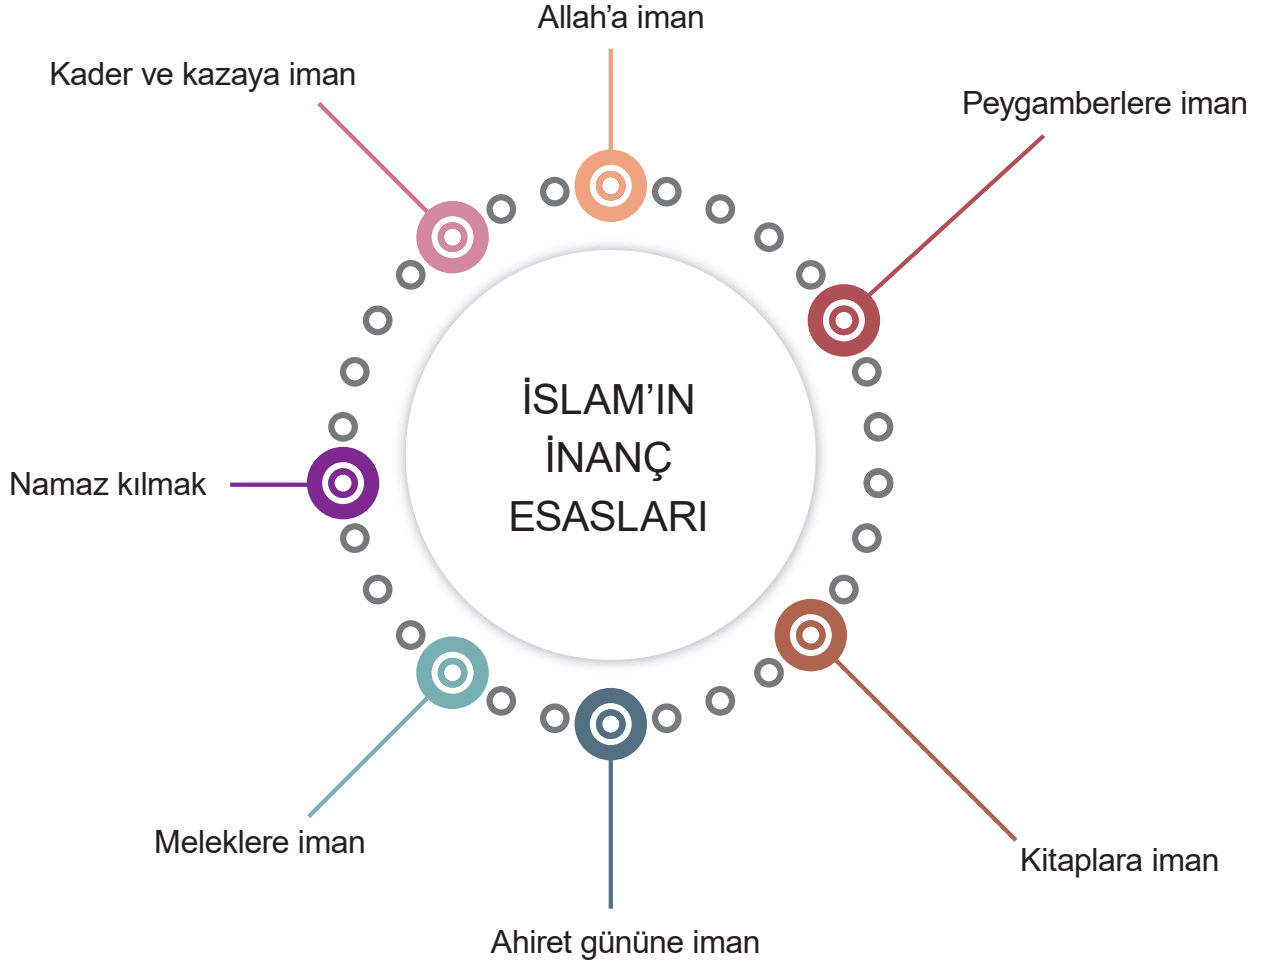 Allah’a iman
Kader ve kazaya iman
Peygamberlere iman
İSLAM’IN
İNANÇ
ESASLARI
Namaz kılmak
Meleklere iman
Kitaplara iman
Ahiret gününe iman